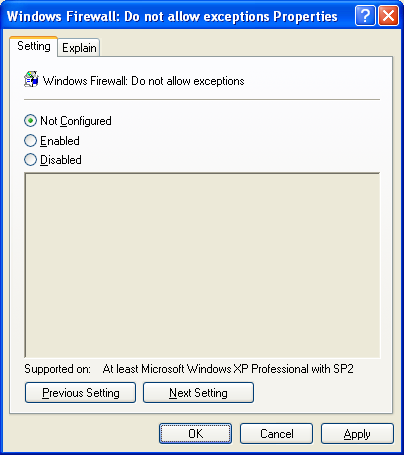 Windows Firewall: Do not allow exceptions Properties
Setting Explain
Windows Firewall: Do not allow exceptions
Not Configured
Enabled
Disabled
Supported on: At least Microsoft Windows XP Professional with SP2
Previous Setting Next Setting
OK Cancel Apply